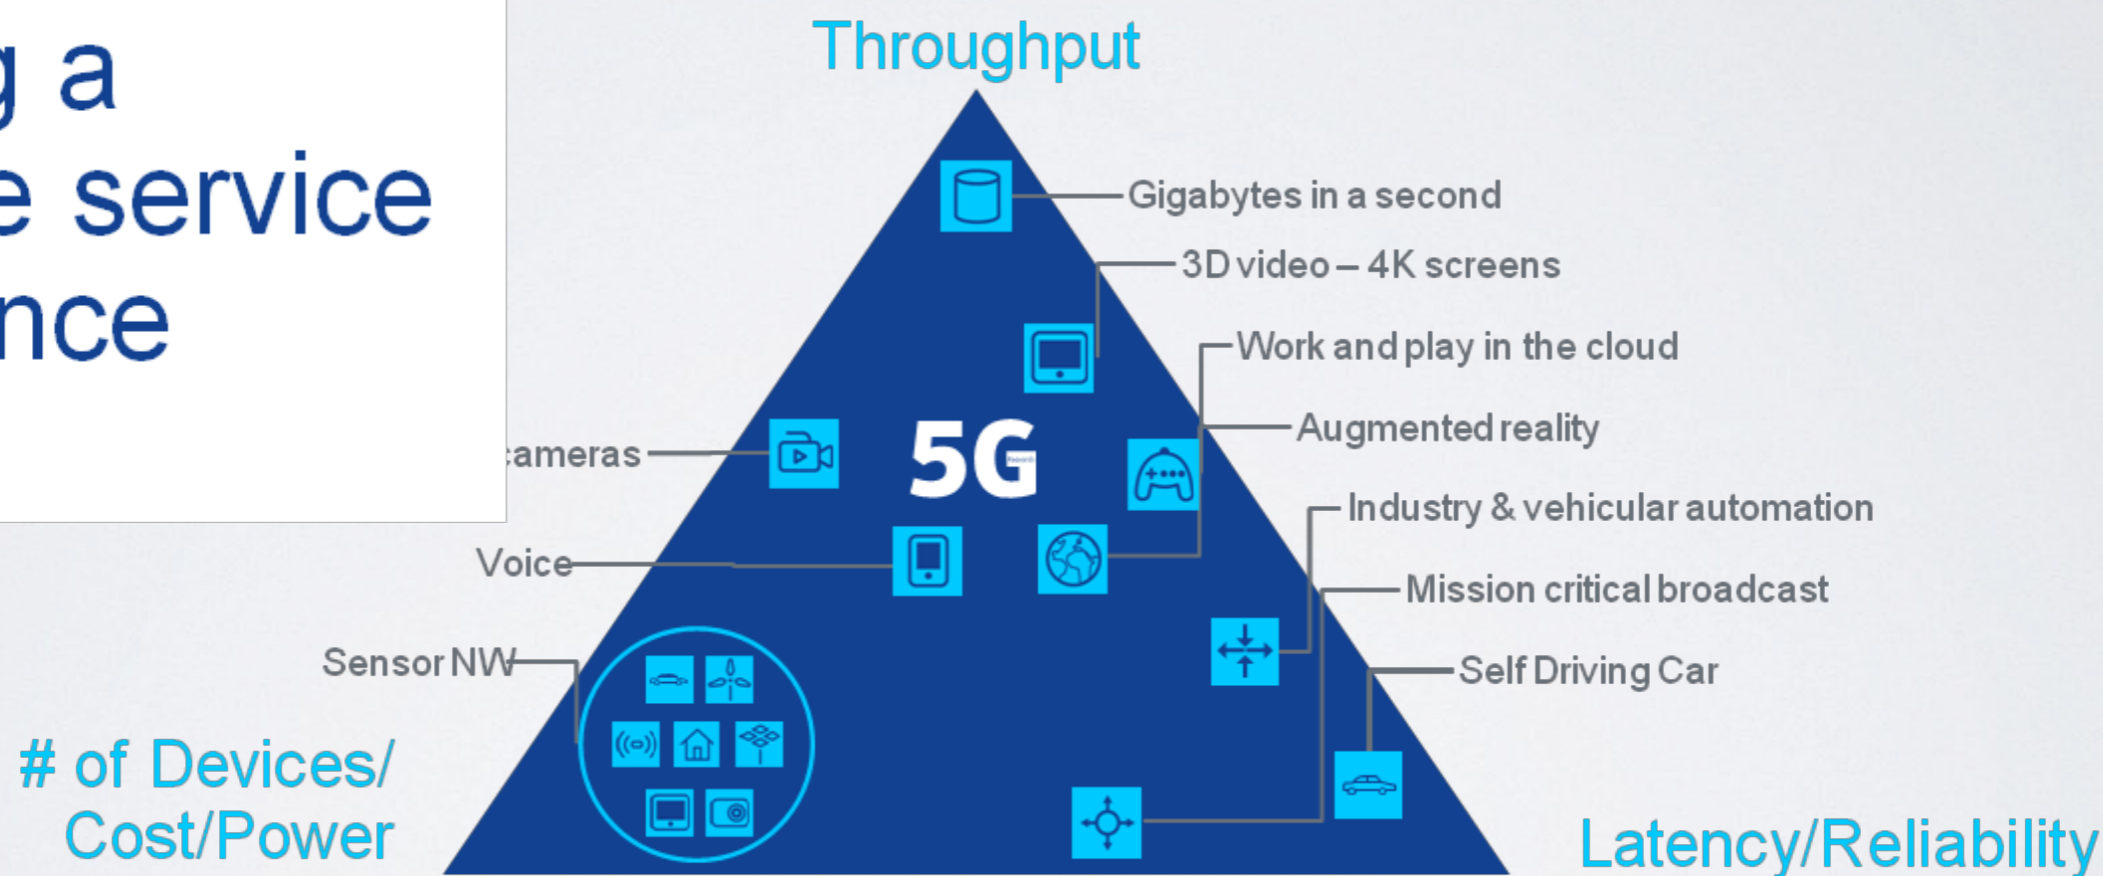 g a
e service
nce
Throughput
Gigabytes in a second
3D video – 4K screens
Work and play in the cloud
cameras
5G
Augmented reality
Industry & vehicular automation
Voice
Mission critical broadcast
Sensor NW
Self Driving Car
# of Devices/
Cost/Power
Latency/Reliability